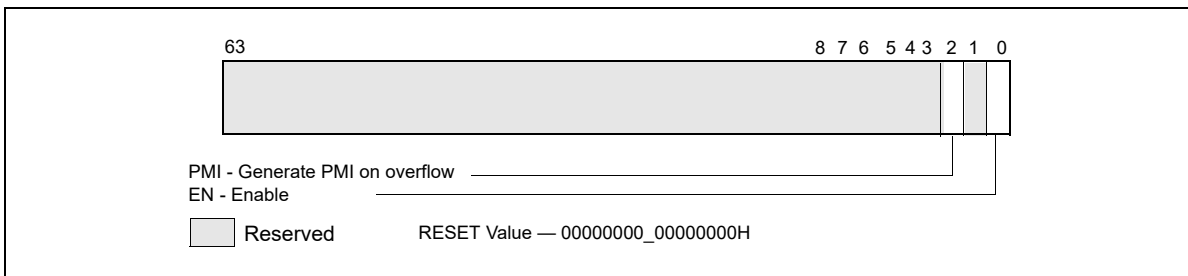 63 8 7 6 5 4 3 2 1 0
PMI - Generate PMI on overflow
EN - Enable
Reserved RESET Value — 00000000_00000000H